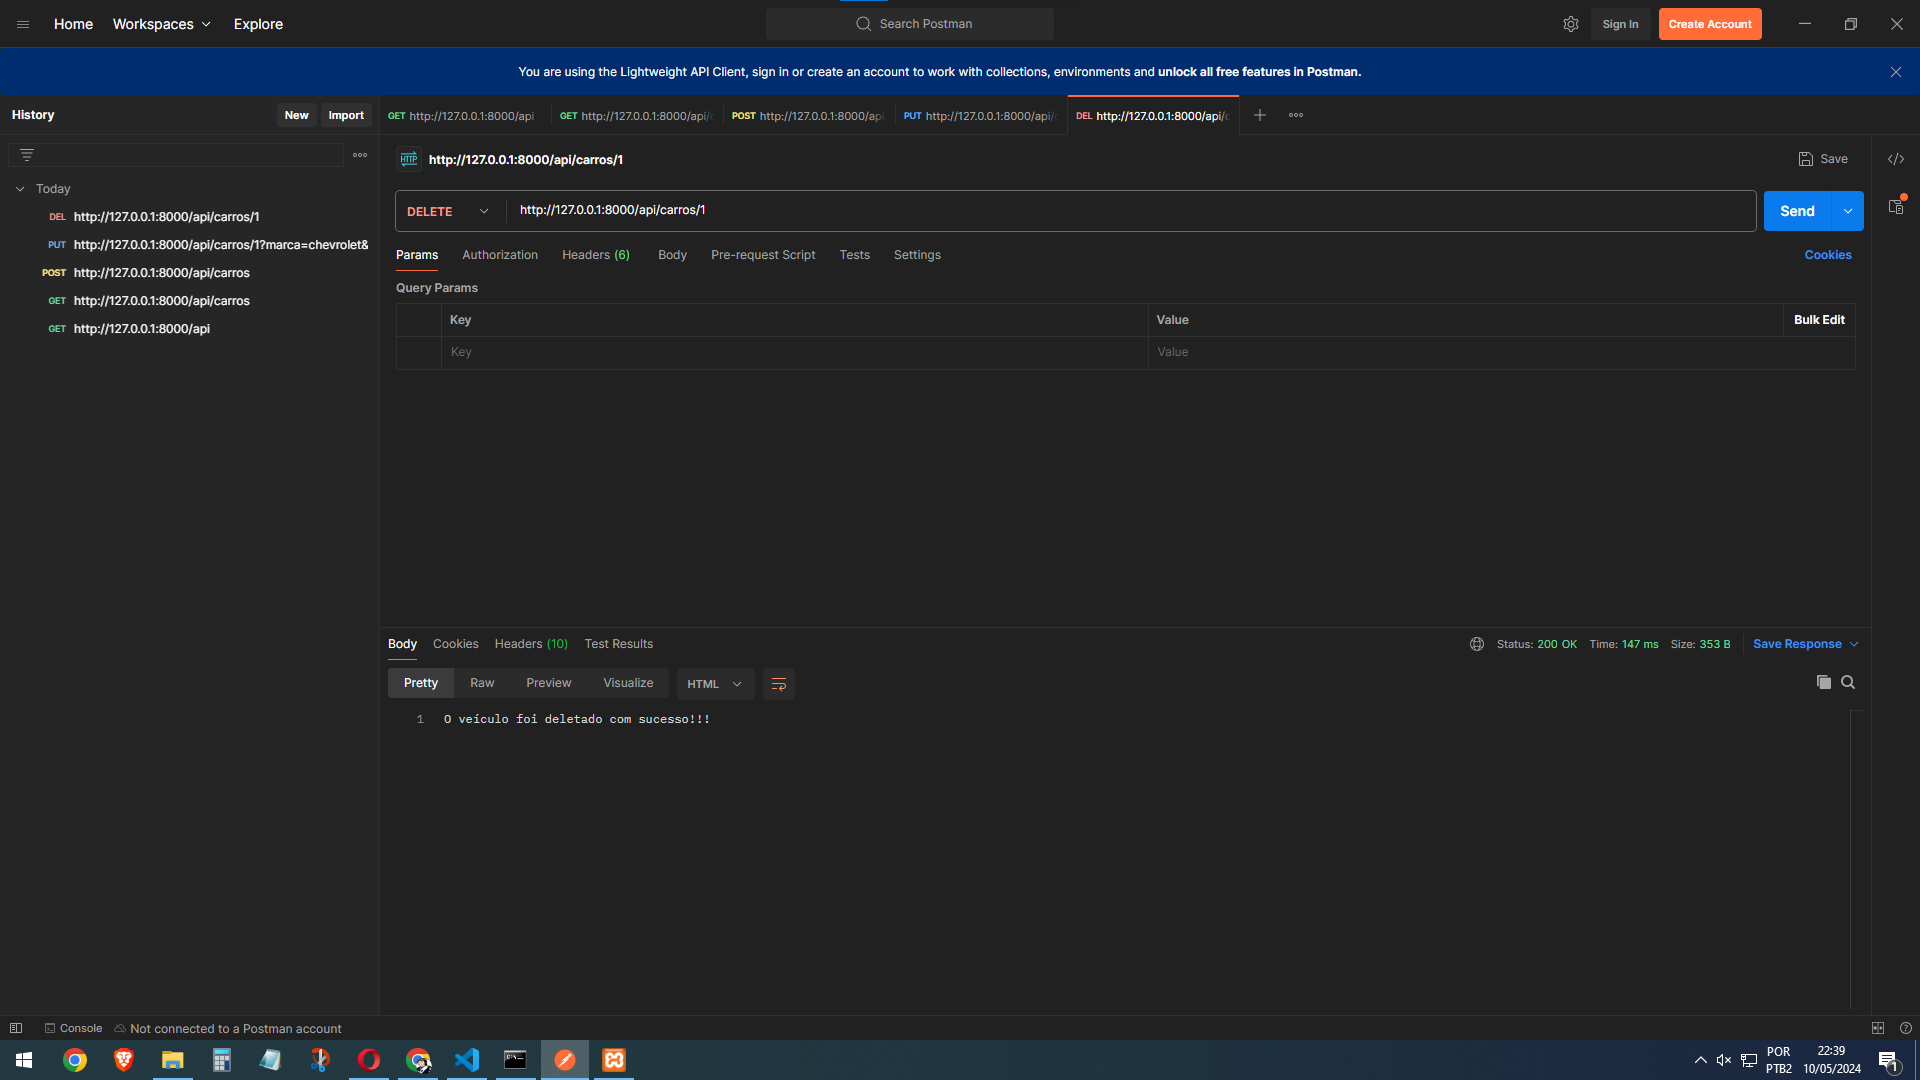 Home Workspaces Explore Search Postman Sign In Create Account
You are using the Lightweight API Client, sign in or create an account to work with collections, environments and unlock all free features in Postman.
History New Import
GET http://127.0.0.1:8000/api GET http://127.0.0.1:8000/api/ POST http://127.0.0.1:8000/api PUT http://127.0.0.1:8000/api/ DEL http://127.0.0.1:8000/api/
HTTP http://127.0.0.1:8000/api/carros/1 Save
Today
DEL http://127.0.0.1:8000/api/carros/1
PUT http://127.0.0.1:8000/api/carros/1?marca=chevrolet&
POST http://127.0.0.1:8000/api/carros
GET http://127.0.0.1:8000/api/carros
GET http://127.0.0.1:8000/api
DELETE http://127.0.0.1:8000/api/carros/1 Send
Params Authorization Headers (6) Body Pre-request Script Tests Settings Cookies
Query Params
Key Value Bulk Edit
Key Value
Body Cookies Headers (10) Test Results Status: 200 OK Time: 147 ms Size: 353 B Save Response
Pretty Raw Preview Visualize HTML
1 O veículo foi deletado com sucesso!!!
Console Not connected to a Postman account
POR 22:39
PTB2 10/05/2024 1